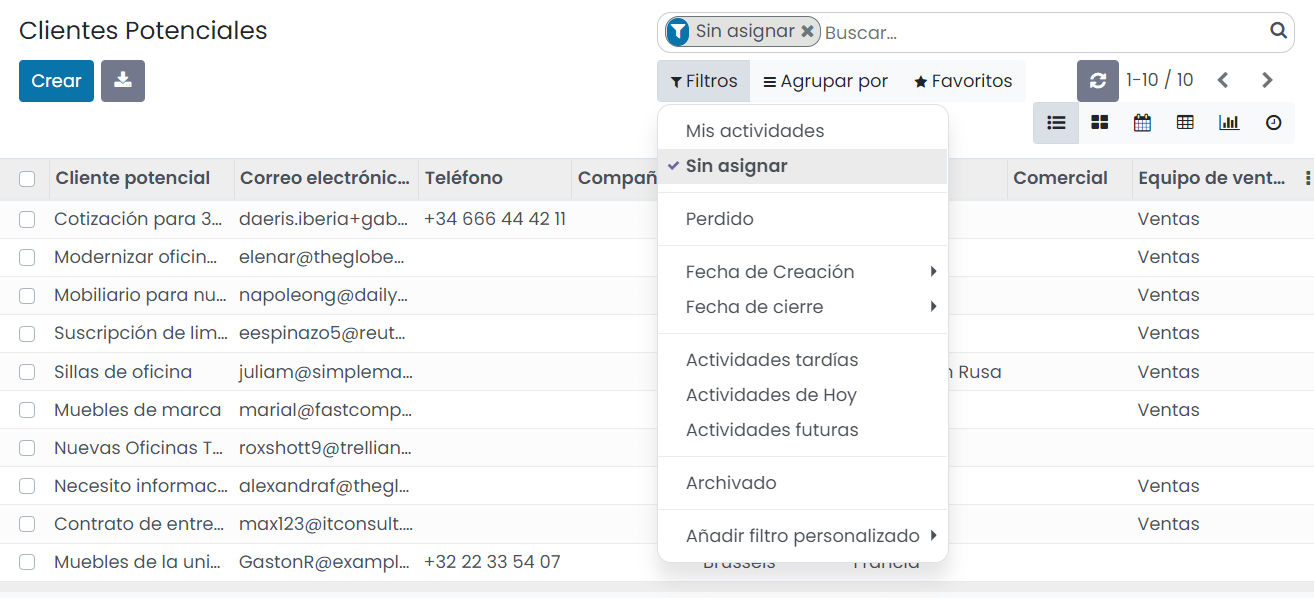 Clientes Potenciales
Sin asignar Buscar...
Crear
Filtros Agrupar por Favoritos
1-10 / 10
Mis actividades
Sin asignar
Perdido
Fecha de Creación
Fecha de cierre
Actividades tardías
Actividades de Hoy
Actividades futuras
Archivado
Añadir filtro personalizado
Cliente potencial Correo electrónic... Teléfono Compañ Comercial Equipo de vent...
Cotización para 3... daeris.iberia+gab... +34 666 44 42 11 Ventas
Modernizar oficin... elenar@theglobe... Ventas
Mobiliario para nu... napoleong@daily... Ventas
Suscripción de lim... eespinazo5@reut... Ventas
Sillas de oficina juliam@simplema... Rusa Ventas
Muebles de marca marial@fastcomp... Ventas
Nuevas Oficinas T... roxshott9@trellian...
Necesito informac... alexandraf@thegl... Ventas
Contrato de entre... max123@itconsult.... Ventas
Muebles de la uni... GastonR@exampl... +32 22 33 54 07 Brussels Francia